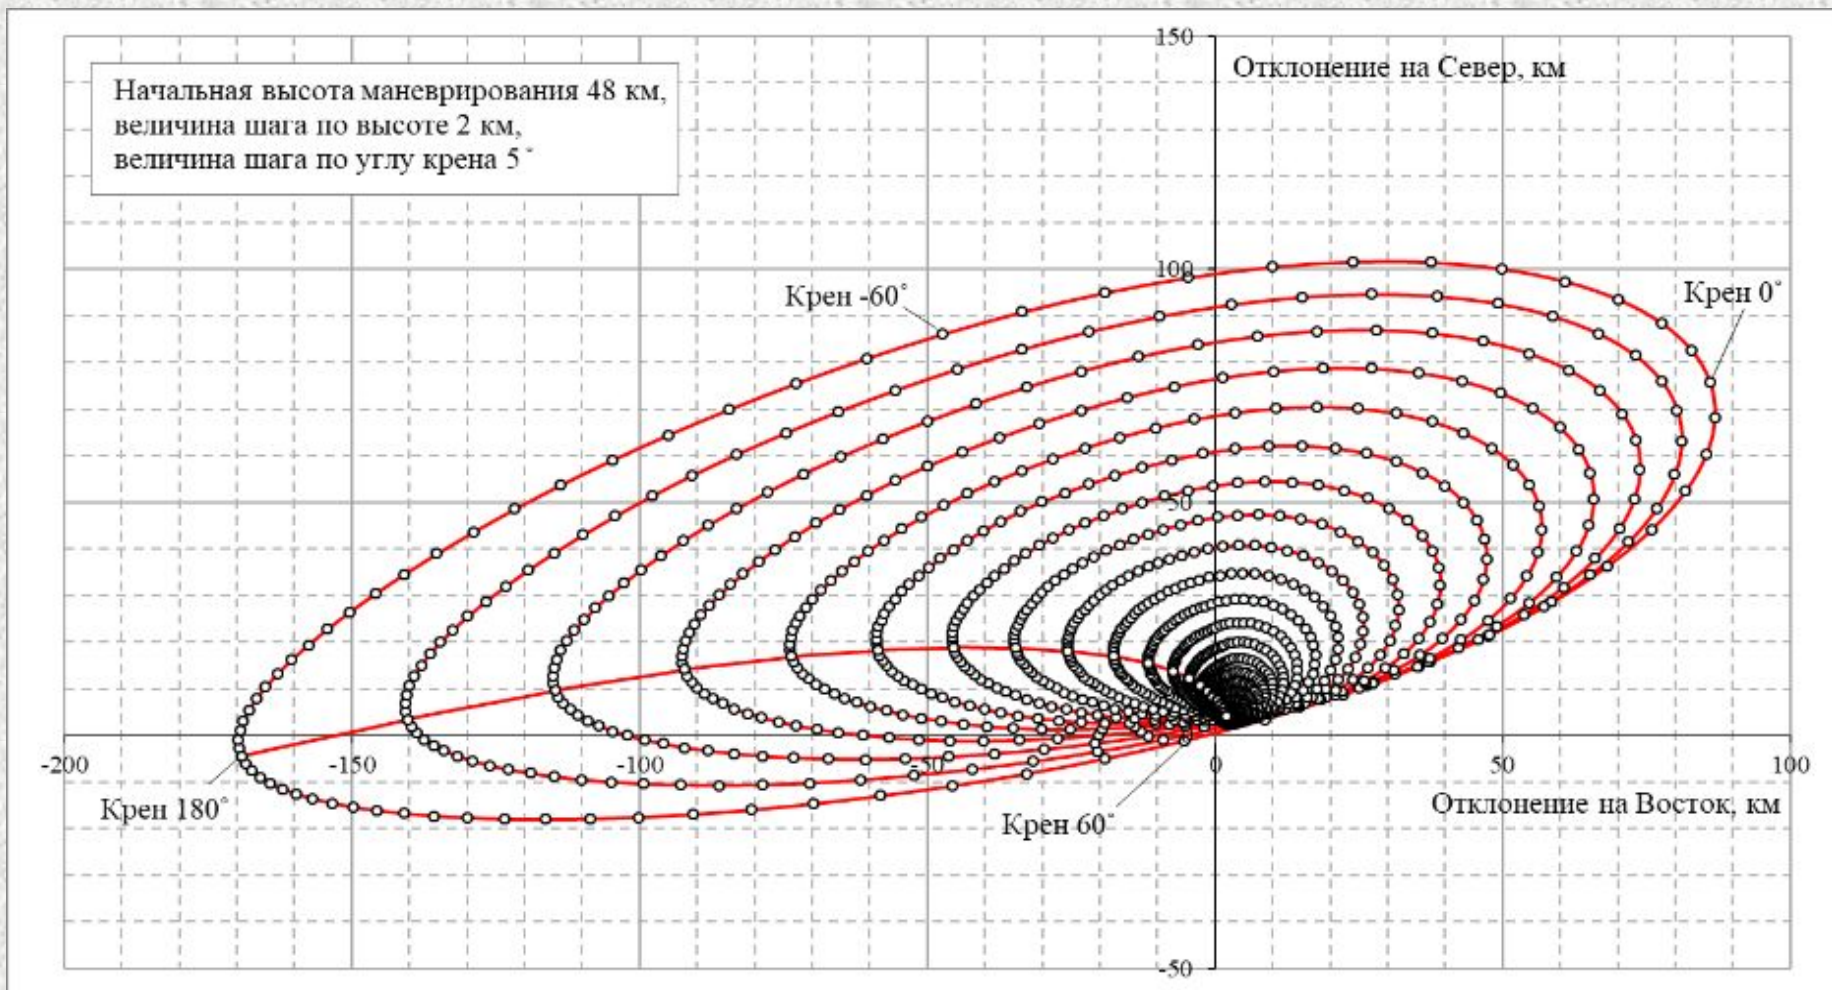 150
Отклонение на Север, км
Начальная высота маневрирования 48 км,
величина шага по высоте 2 км,
величина шага по углу крена 5˚
100
Крен -60˚
Крен 0˚
50
-200
-150
-100
-50
0
50
100
Крен 180˚
Крен 60˚
Отклонение на Восток, км
-50